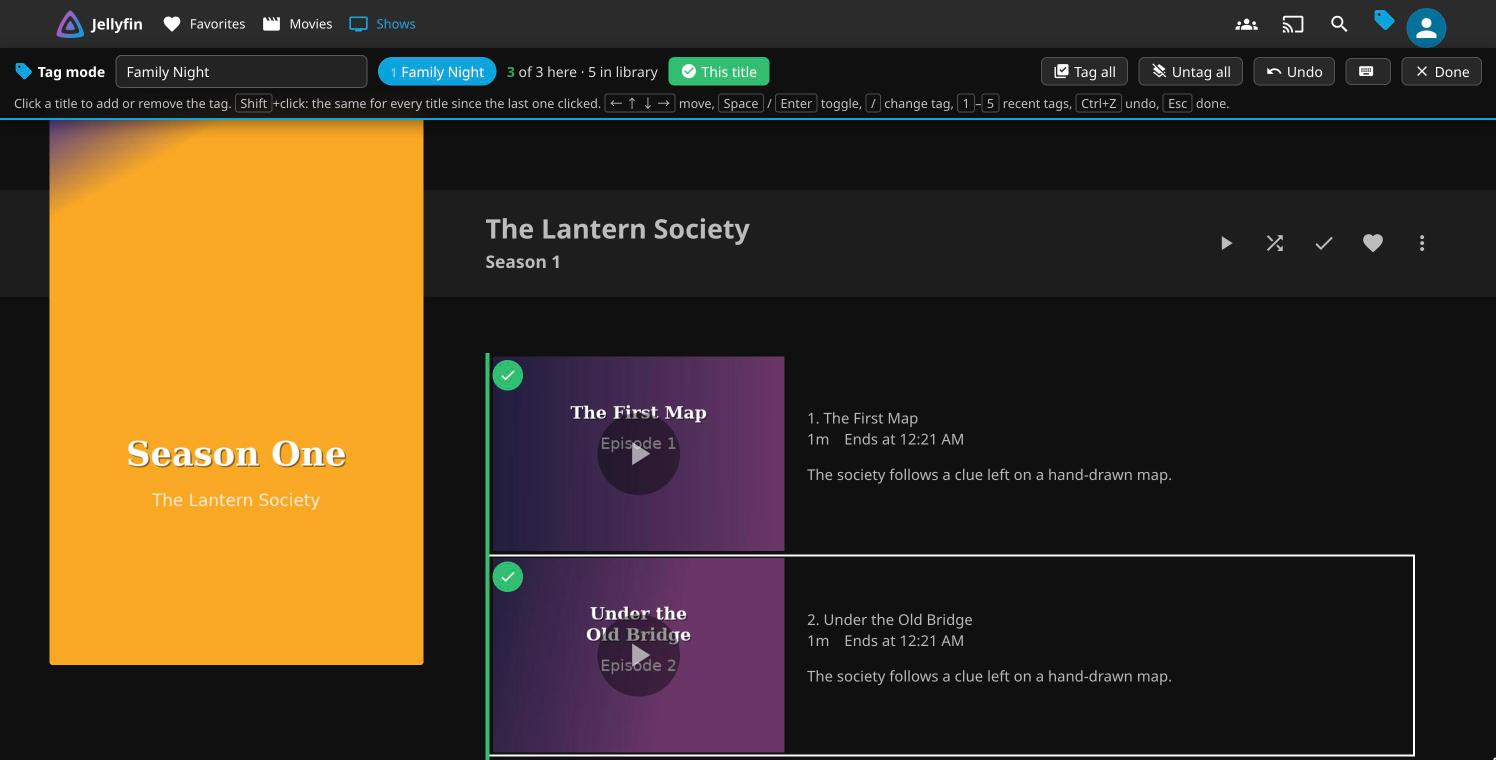 Jellyfin Favorites Movies Shows
Tag mode Family Night 1 Family Night 3 of 3 here · 5 in library This title Tag all Untag all Undo Done
Click a title to add or remove the tag. Shift +click: the same for every title since the last one clicked. ← ↑ ↓ → move, Space / Enter toggle, / change tag, 1 – 5 recent tags, Ctrl+Z undo, Esc done.
Season One
The Lantern Society
The Lantern Society
Season 1
The First Map
Episode 1
1. The First Map
1m Ends at 12:21 AM
The society follows a clue left on a hand-drawn map.
Under the
Old Bridge
Episode 2
2. Under the Old Bridge
1m Ends at 12:21 AM
The society follows a clue left on a hand-drawn map.